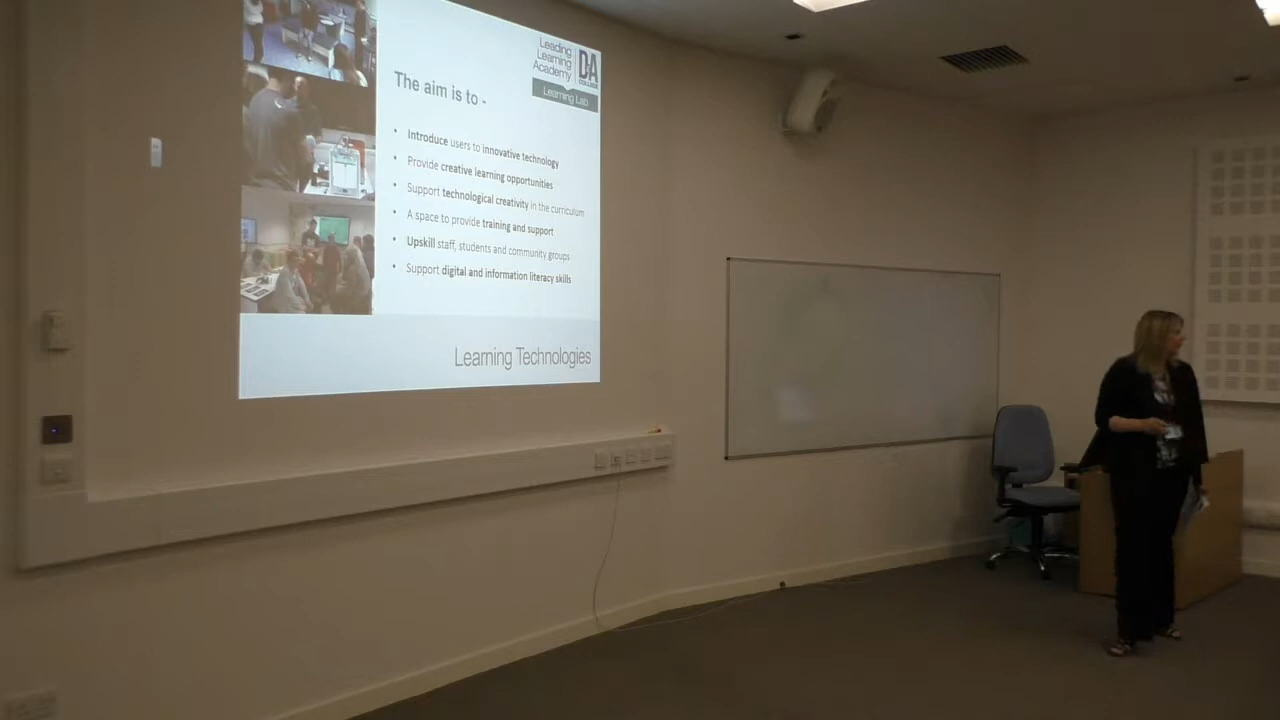 Leading
Learning
Academy
D&A
COLLEGE
Learning Lab
The aim is to -
• Introduce users to innovative technology
• Provide creative learning opportunities
• Support technological creativity in the curriculum
• A space to provide training and support
• Upskill staff, students and community groups
• Support digital and information literacy skills
Learning Technologies